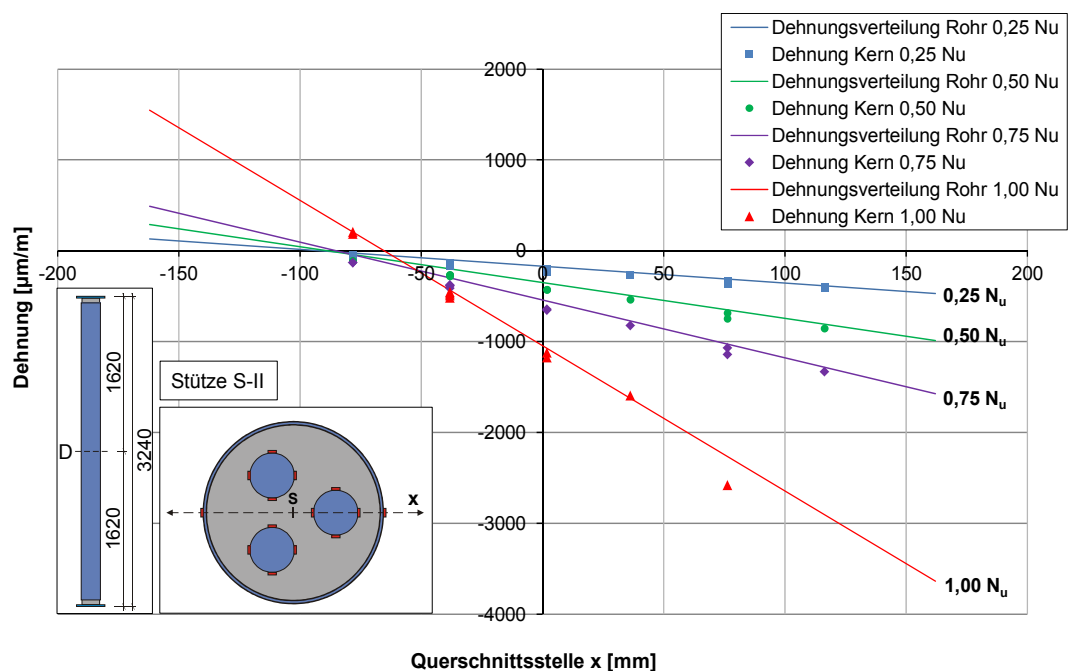 Dehnungsverteilung Rohr 0,25 Nu
Dehnung Kern 0,25 Nu
Dehnungsverteilung Rohr 0,50 Nu
Dehnung Kern 0,50 Nu
Dehnungsverteilung Rohr 0,75 Nu
Dehnung Kern 0,75 Nu
Dehnungsverteilung Rohr 1,00 Nu
Dehnung Kern 1,00 Nu
2000
1000
0
-1000
-2000
-3000
-4000
-200
-150
-100
-50
0
50
100
150
200
Dehnung [µm/m]
0,25 Nu
0,50 Nu
0,75 Nu
1,00 Nu
1620
1620
3240
D
Stütze S-II
S
x
Querschnittsstelle x [mm]